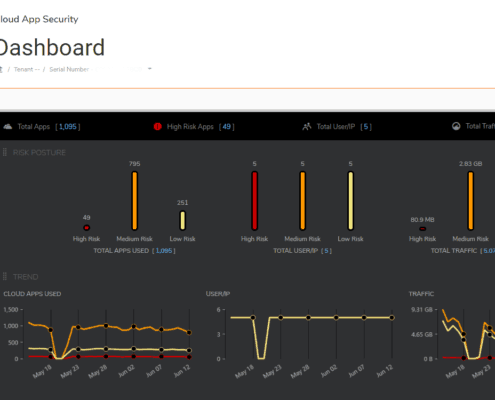 loud App Security
Dashboard
/ Tenant -- / Serial Number
Total Apps [ 1,095 ]
High Risk Apps [ 49 ]
Total User/IP [ 5 ]
Total Traf
RISK POSTURE
795
5
5
5
2.83 GB
251
49
80.9 MB
High Risk
Medium Risk
Low Risk
High Risk
Medium Risk
Low Risk
High Risk
Medium Risk
TOTAL APPS USED [ 1,095 ]
TOTAL USER/IP [ 5 ]
TOTAL TRAFFIC [ 5.07
TREND
CLOUD APPS USED
USER/IP
TRAFFIC
1,500
1,000
500
0
May 18
May 23
May 28
Jun 02
Jun 07
Jun 12
6
3
0
May 18
May 23
May 28
Jun 02
Jun 07
Jun 12
9.31 GB
4.65 GB
0 B
May 18
May 23